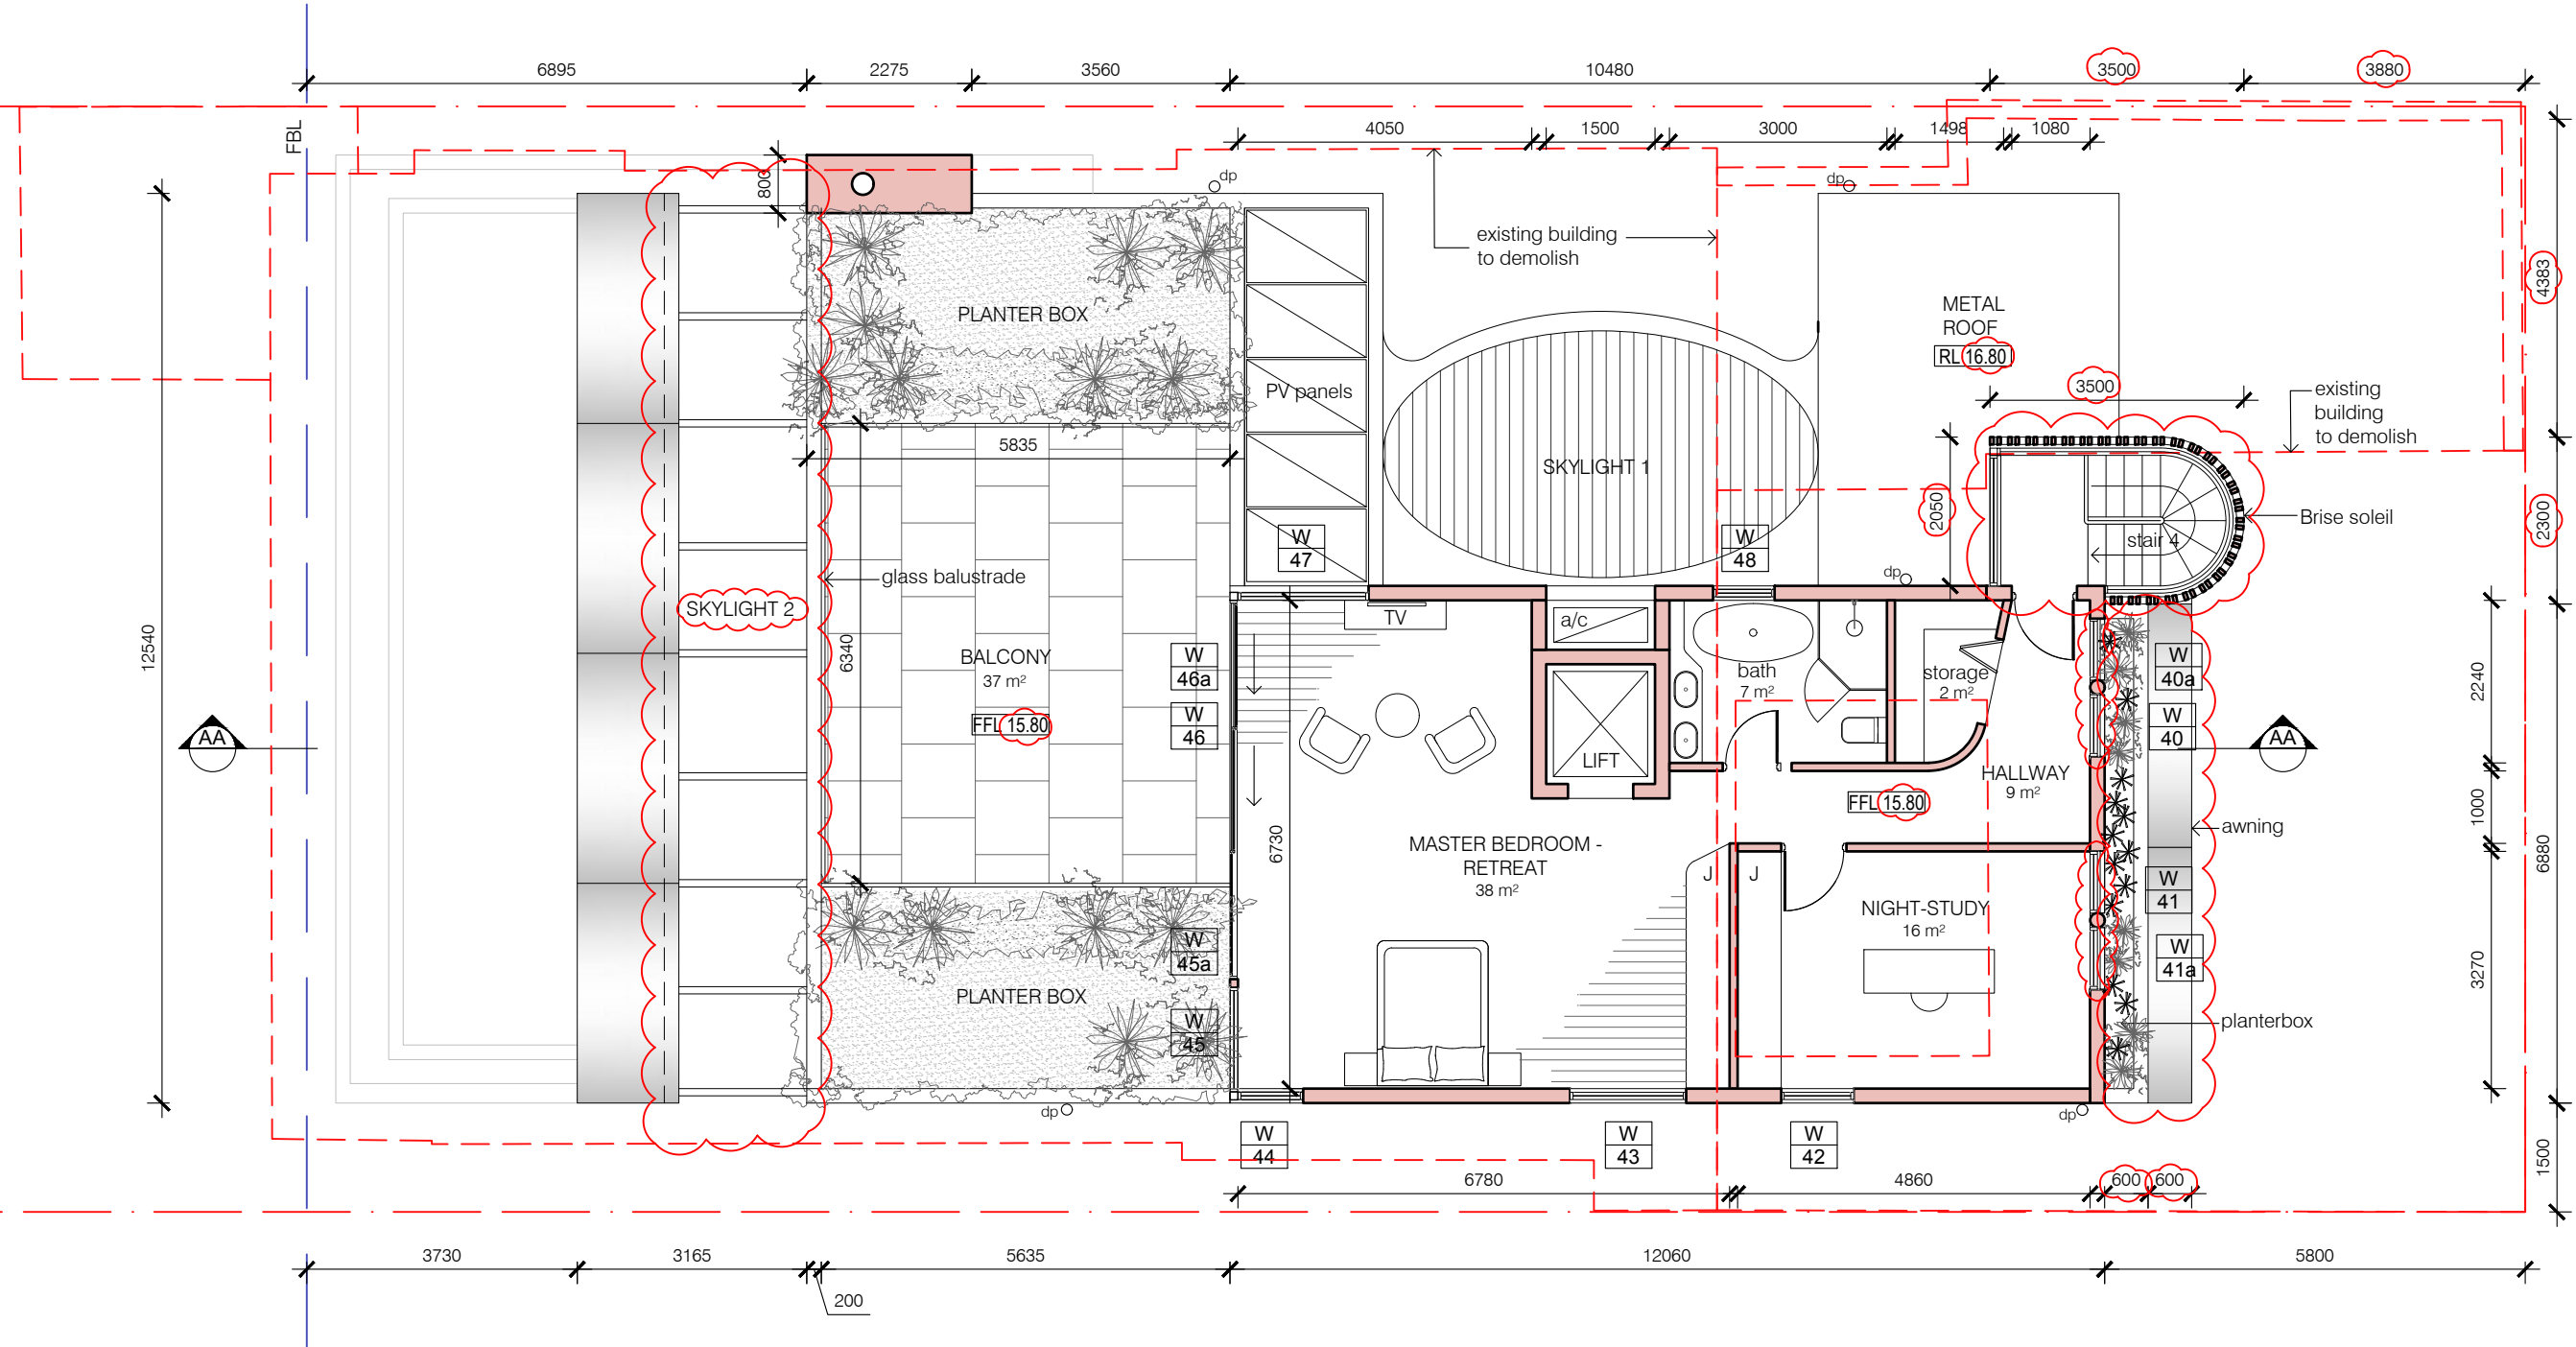 6895
2275
3560
10480
3500
3880
FBL
4050
1500
3000
1498
1080
800
dp
dp
existing building
to demolish
4383
PLANTER BOX
METAL
ROOF
RL 16.80
PV panels
3500
existing
building
to demolish
5835
SKYLIGHT 1
2050
2300
Brise soleil
stair 4
W
47
W
48
dp
glass balustrade
SKYLIGHT 2
TV
a/c
12540
6340
BALCONY
37 m²
FFL 15.80
W
46a
W
46
bath
7 m²
storage
2 m²
W
40a
W
40
2240
AA
AA
LIFT
HALLWAY
9 m²
FFL 15.80
1000
awning
6730
MASTER BEDROOM -
RETREAT
38 m²
J
J
6880
W
41
NIGHT-STUDY
16 m²
W
45a
W
41a
3270
PLANTER BOX
W
45
planterbox
dp
dp
W
44
W
43
W
42
1500
6780
4860
600
600
3730
3165
5635
12060
5800
200